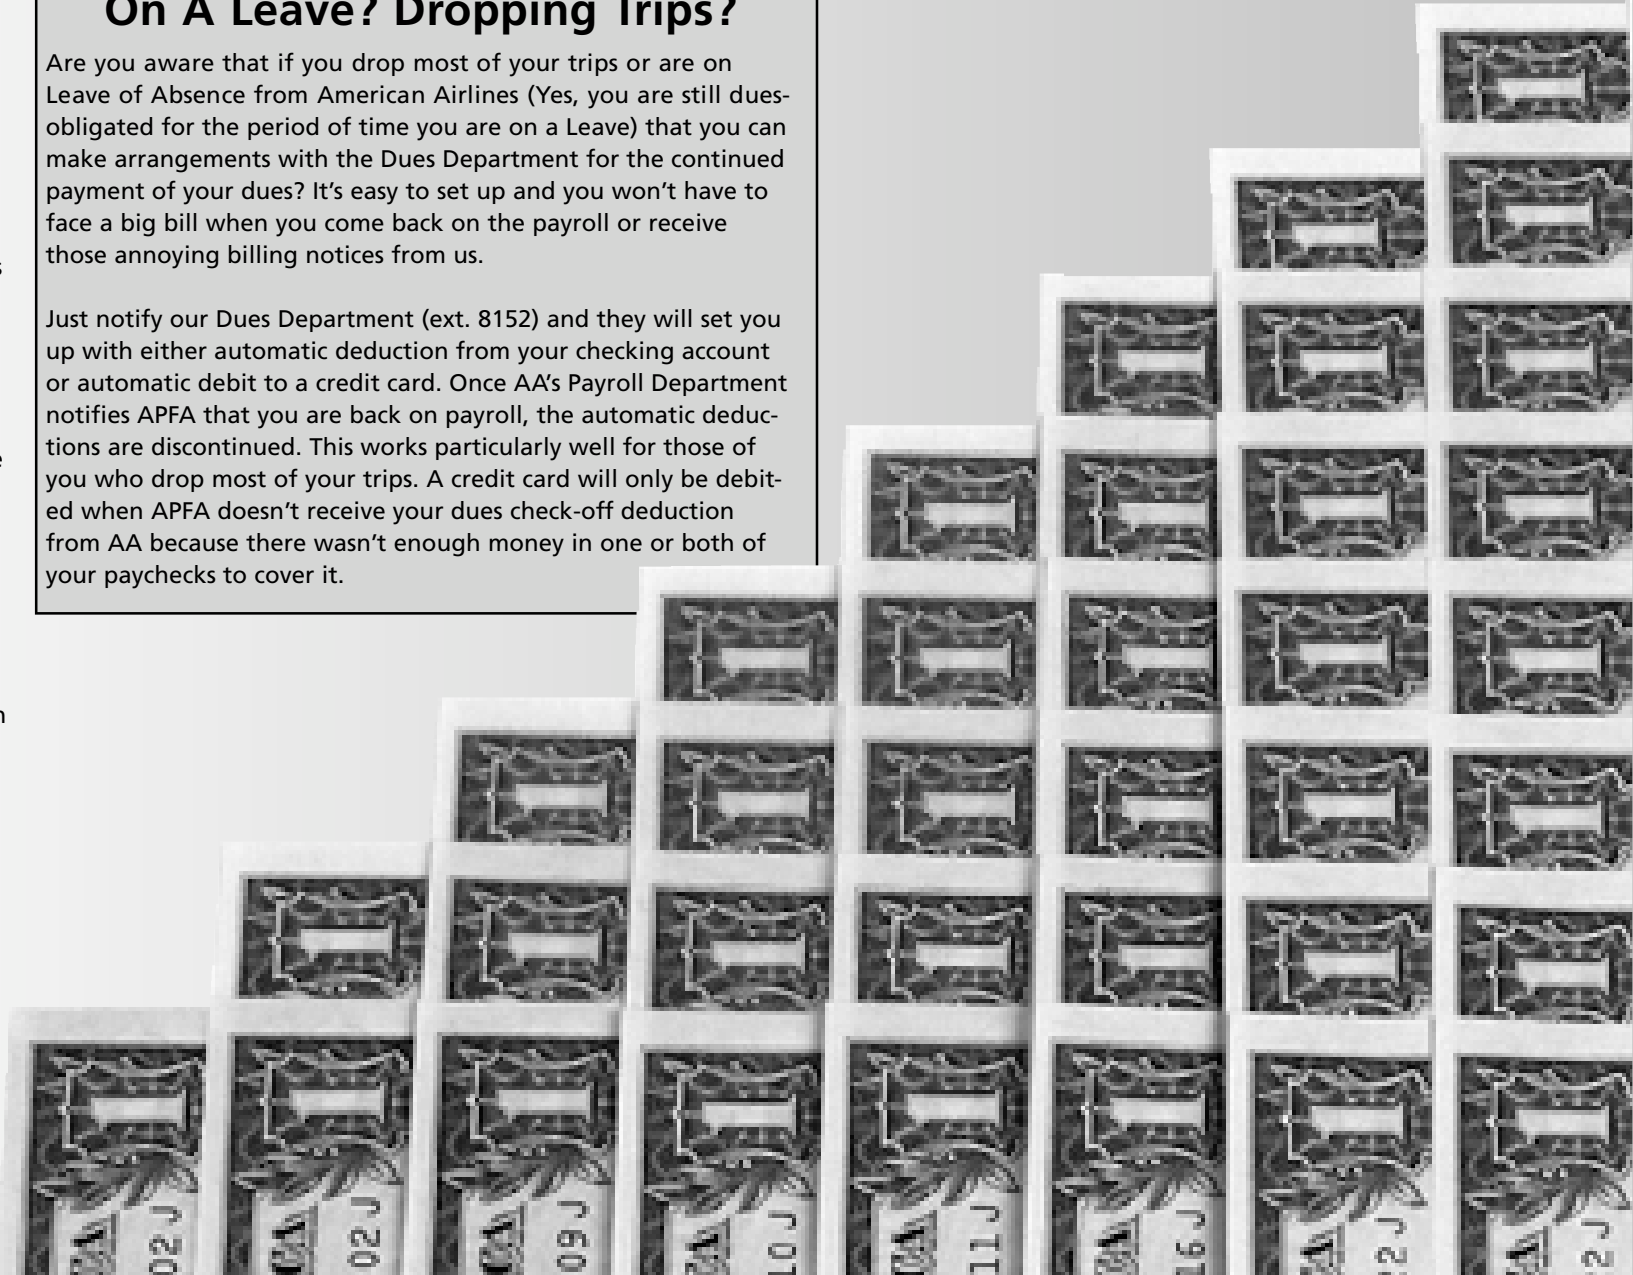 On A Leave? Dropping Trips?
Are you aware that if you drop most of your trips or are on
Leave of Absence from American Airlines (Yes, you are still dues-
obligated for the period of time you are on a Leave) that you can
make arrangements with the Dues Department for the continued
payment of your dues? It's easy to set up and you won't have to
face a big bill when you come back on the payroll or receive
those annoying billing notices from us.
Just notify our Dues Department (ext. 8152) and they will set you
up with either automatic deduction from your checking account
or automatic debit to a credit card. Once AA's Payroll Department
notifies APFA that you are back on payroll, the automatic deduc-
tions are discontinued. This works particularly well for those of
you who drop most of your trips. A credit card will only be debit-
ed when APFA doesn't receive your dues check-off deduction
from AA because there wasn't enough money in one or both of
your paychecks to cover it.
02 J
02 J
09 J
10 J
11 J
16 J
2 J
2 J